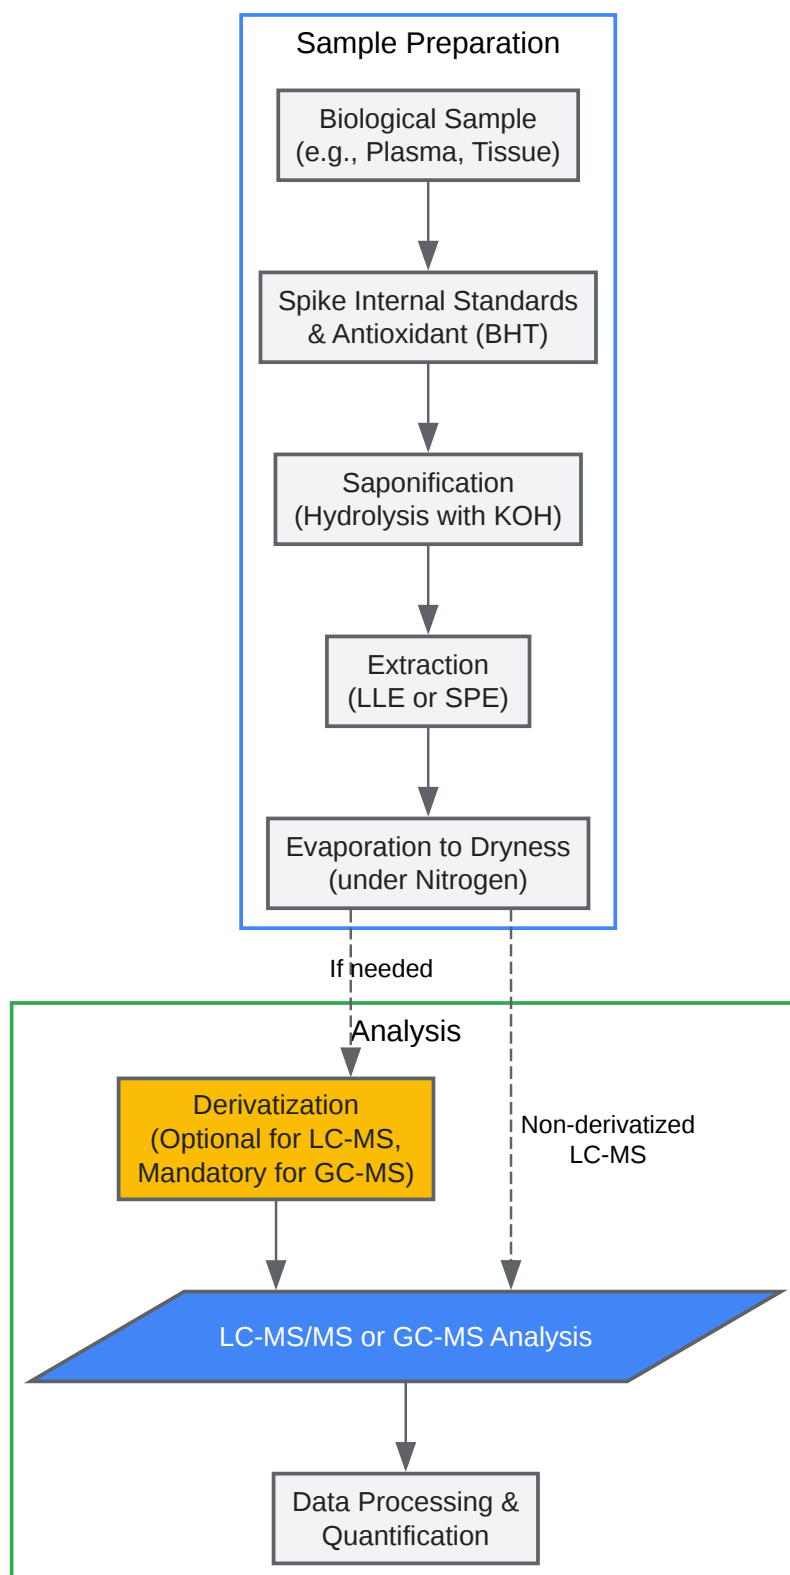 Sample Preparation
Biological Sample
(e.g., Plasma, Tissue)
Spike Internal Standards
& Antioxidant (BHT)
Saponification
(Hydrolysis with KOH)
Extraction
(LLE or SPE)
Evaporation to Dryness
(under Nitrogen)
If needed
Analysis
Derivatization
(Optional for LC-MS,
Mandatory for GC-MS)
Non-derivatized
LC-MS
LC-MS/MS or GC-MS Analysis
Data Processing &
Quantification